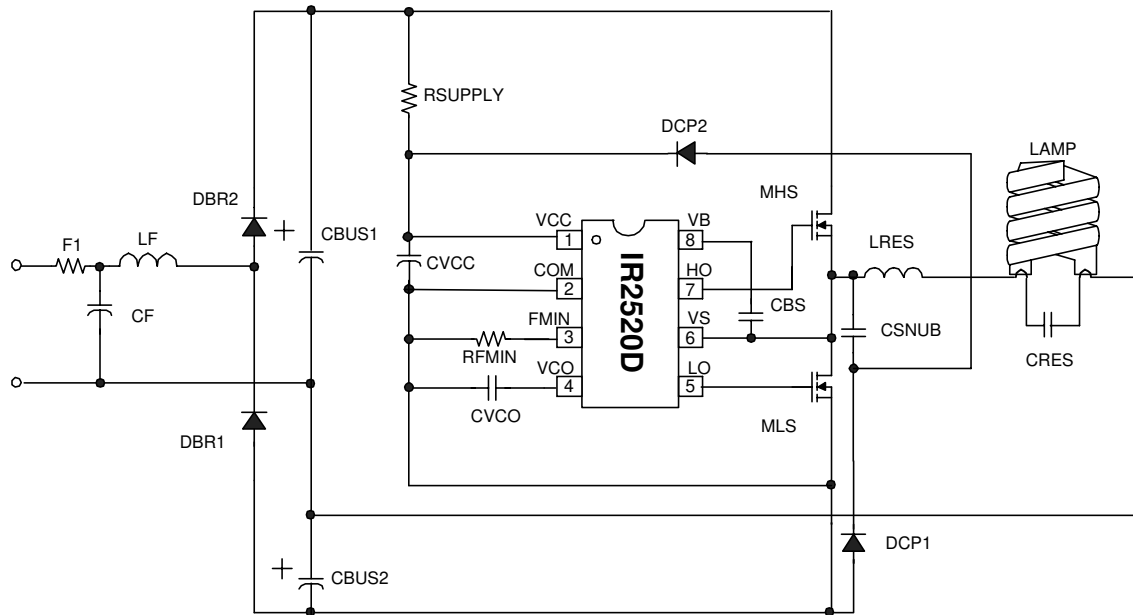 RSUPPLY
DCP2
LAMP
DBR2
+
MHS
F1
LF
CBUS1
VCC
VB
1
8
LRES
CVCC
COM
HO
2
7
CF
IR2520D
CBS
FMIN
VS
3
6
CSNUB
RFMIN
CRES
VCO
LO
4
5
CVCO
MLS
DBR1
DCP1
+
CBUS2